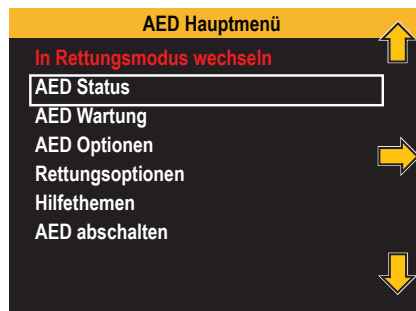 AED Hauptmenü
In Rettungsmodus wechseln
AED Status
AED Wartung
AED Optionen
Rettungsoptionen
Hilfethemen
AED abschalten